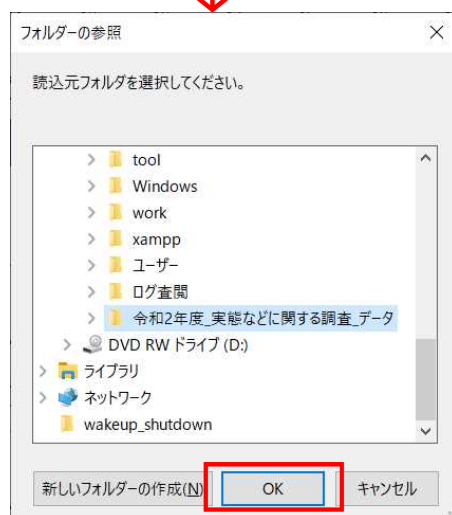 フォルダーの参照
読込元フォルダを選択してください。
tool
Windows
work
xampp
ユーザー
ログ査閲
令和2年度_実態などに関する調査_データ
DVD RW ドライブ (D:)
ライブラリ
ネットワーク
wakeup_shutdown
新しいフォルダーの作成(N) OK キャンセル